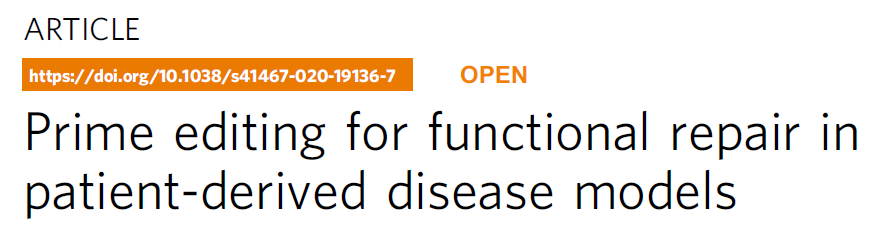 ARTICLE
https://doi.org/10.1038/s41467-020-19136-7 OPEN
Prime editing for functional repair in
patient-derived disease models